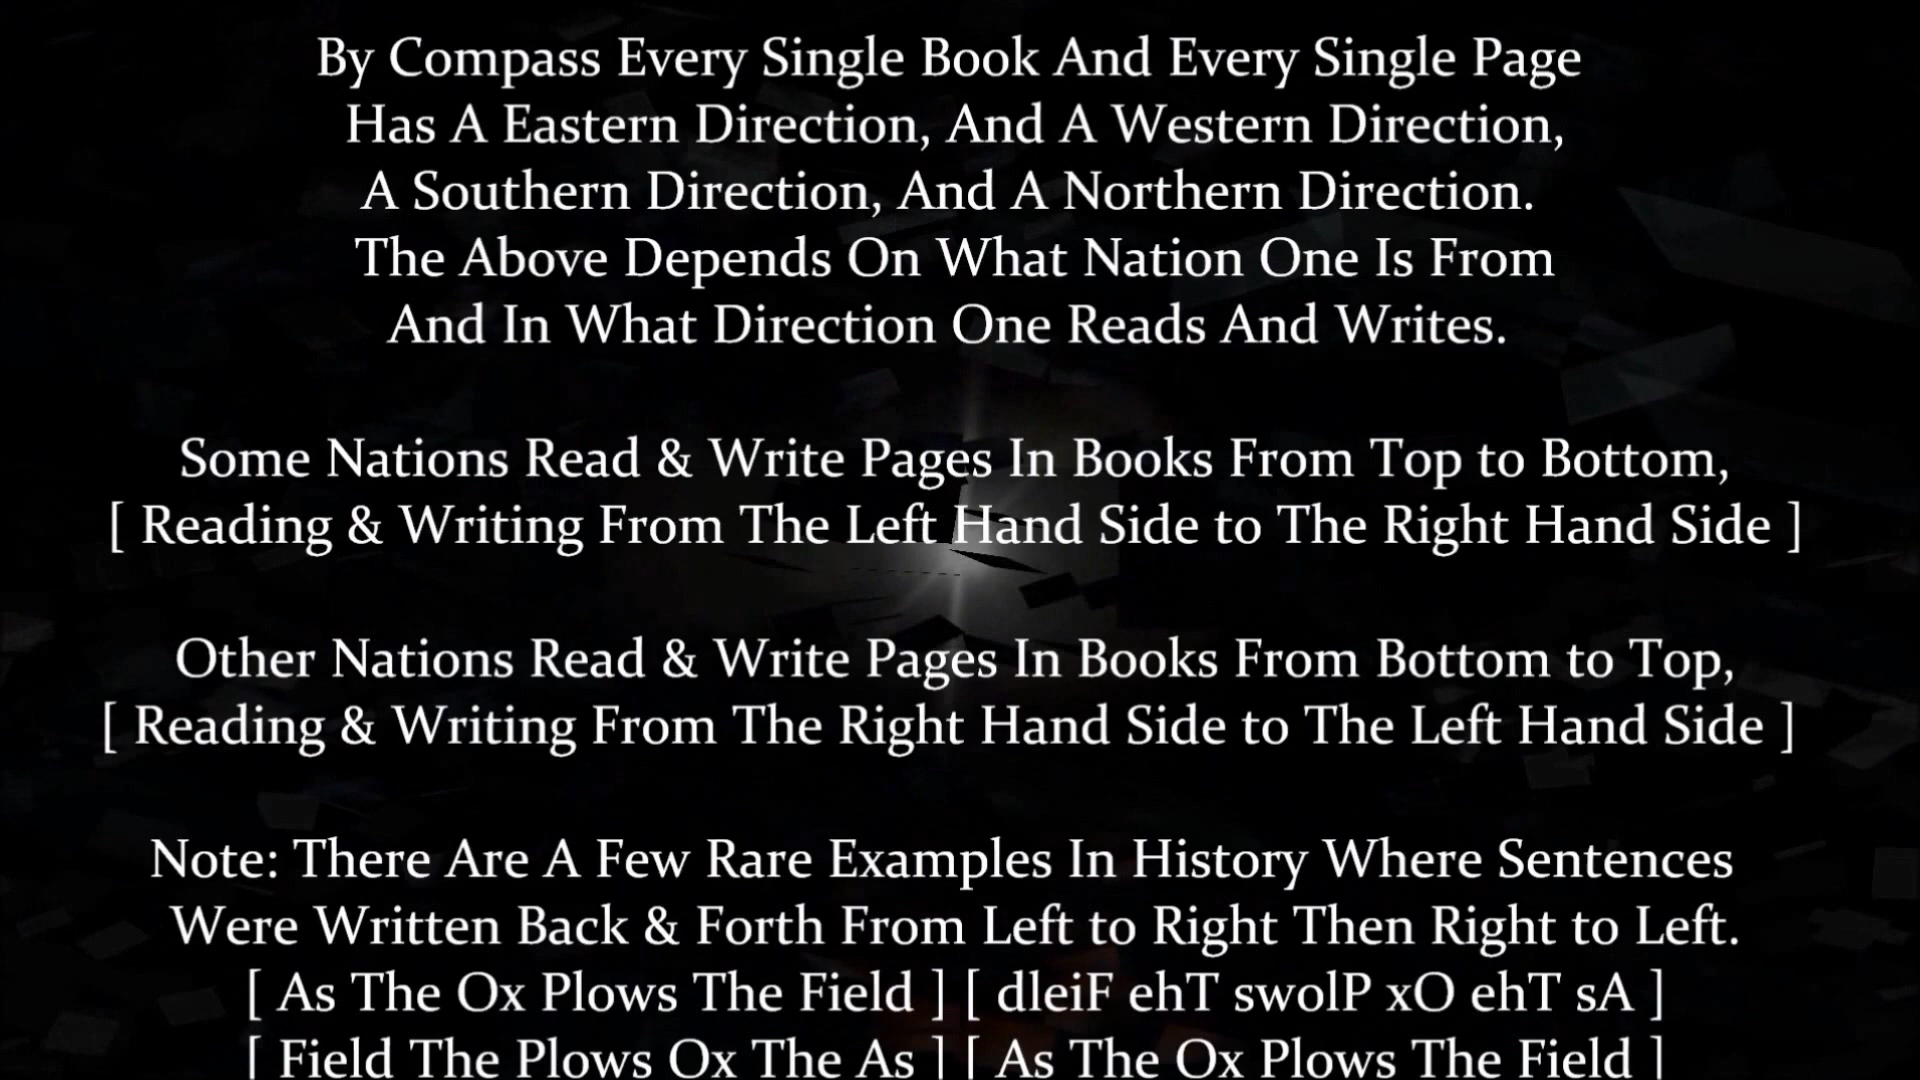 By Compass Every Single Book And Every Single Page
Has A Eastern Direction, And A Western Direction,
A Southern Direction, And A Northern Direction.
The Above Depends On What Nation One Is From
And In What Direction One Reads And Writes.
Some Nations Read & Write Pages In Books From Top to Bottom,
[ Reading & Writing From The Left Hand Side to The Right Hand Side ]
Other Nations Read & Write Pages In Books From Bottom to Top,
[ Reading & Writing From The Right Hand Side to The Left Hand Side ]
Note: There Are A Few Rare Examples In History Where Sentences
Were Written Back & Forth From Left to Right Then Right to Left.
[ As The Ox Plows The Field ] [ dleiF ehT swolP xO ehT sA ]
[ Field The Plows Ox The As ] [ As The Ox Plows The Field ]